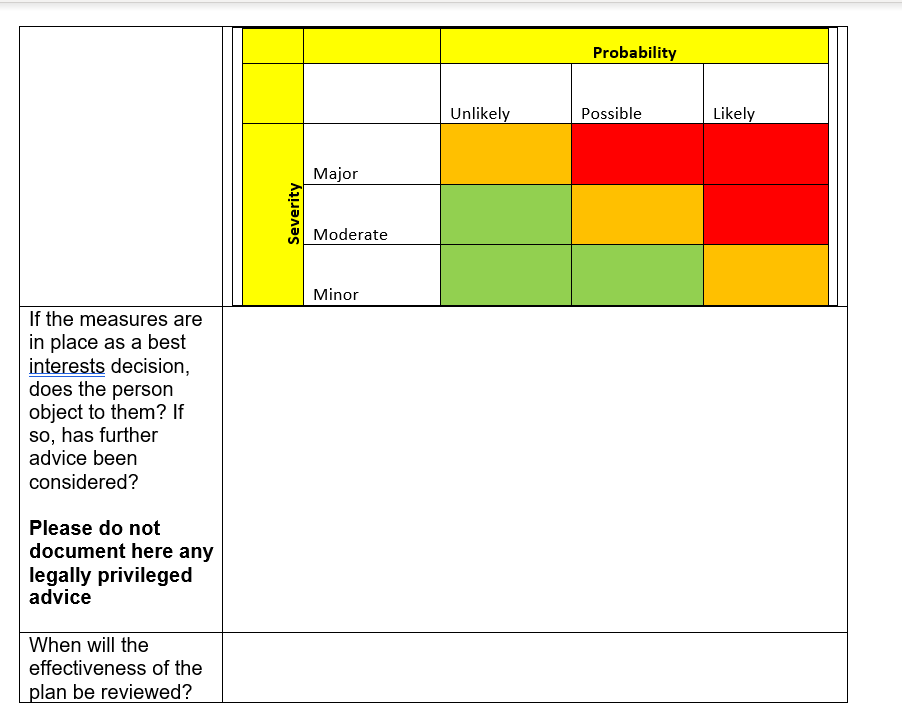 Probability
Unlikely Possible Likely
Severity
Major
Moderate
Minor
If the measures are
in place as a best
interests decision,
does the person
object to them? If
so, has further
advice been
considered?
Please do not
document here any
legally privileged
advice
When will the
effectiveness of the
plan be reviewed?